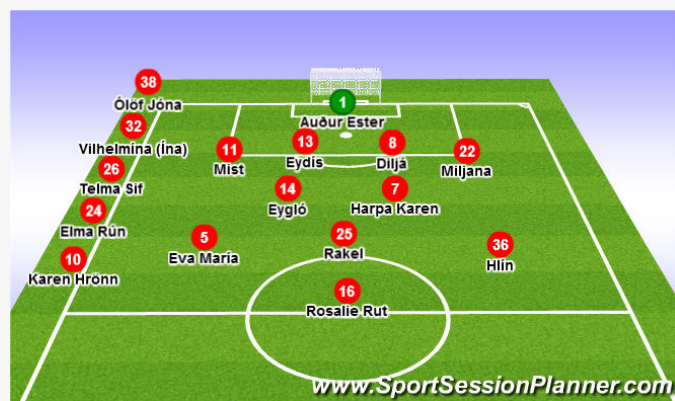 38
Ólöf Jóna
1
Auður Ester
32
Vilhelmína (Ína)
11
Mist
13
Eydís
8
Diljá
22
Miljana
26
Telma Sif
14
Eygló
7
Harpa Karen
24
Elma Rún
5
Eva María
25
Rakel
36
Hlín
10
Karen Hrönn
16
Rosalie Rut
www.SportSessionPlanner.com